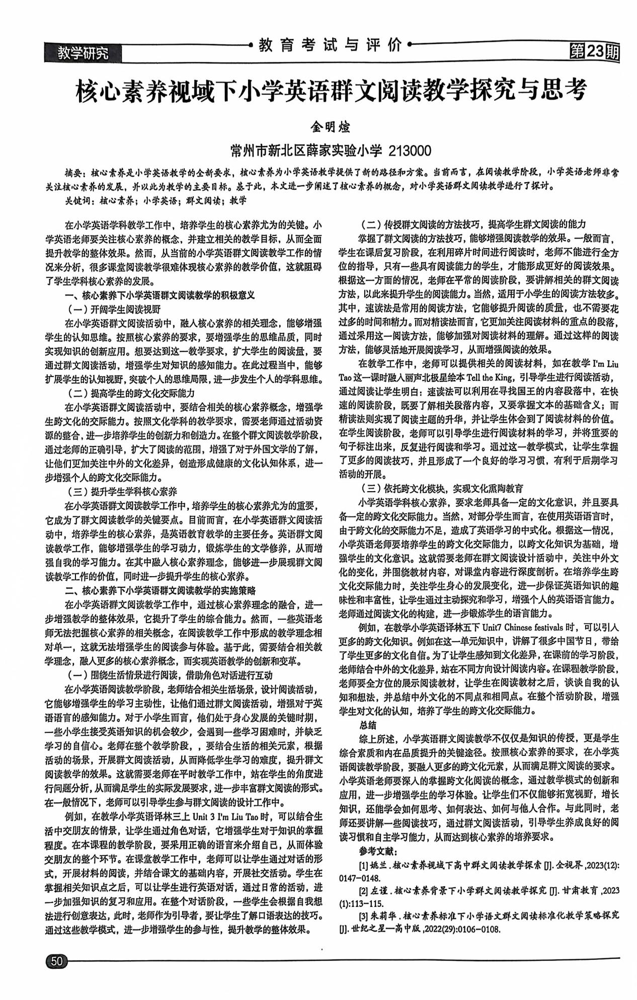 教学研究
教育考试与评价
第23期
核心素养视域下小学英语群文阅读教学探究与思考
金明煊
常州市新北区薛家实验小学 213000
摘要：核心素养是小学英语教学的全新要求，核心素养为小学英语教学提供了新的路径和方案。当前而言，在阅读教学阶段，小学英语老师非常
关注核心素养的发展，并以此为教学的主要目标。基于此，本文进一步阐述了核心素养的概念，对小学英语群文阅读教学进行了探讨。
关键词：核心素养；小学英语；群文阅读；教学
在小学英语学科教学工作中，培养学生的核心素养尤为的关键。小
学英语老师要关注核心素养的概念，并建立相关的教学目标，从而全面
提升教学的整体效果。然而，从当前的小学英语群文阅读教学工作的情
况来分析，很多课堂阅读教学很难体现核心素养的教学价值，这就阻碍
了学生学科核心素养的发展。
一、核心素养下小学英语群文阅读教学的积极意义
（一）开阔学生阅读视野
在小学英语群文阅读活动中，融人核心素养的相关理念，能够增强
学生的认知思维。按照核心素养的要求，要增强学生的思维品质，同时
实现知识的创新应用。想要达到这一教学要求，扩大学生的阅读量，要
通过群文阅读活动，增强学生对知识的感知能力。在此过程当中，能够
扩展学生的认知视野，突破个人的思维局限，进一步发生个人的学科思维。
（二）提高学生的跨文化交际能力
在小学英语群文阅读活动中，要结合相关的核心素养概念，增强学
生跨文化的交际能力。按照文化学科的教学要求，需要老师通过活动资
源的整合，进一步培养学生的创新力和创造力。在整个群文阅读教学阶段，
通过老师的正确引导，扩大了阅读的范围，增强了对于外国文学的了解，
让他们更加关注中外的文化差异，创造形成健康的文化认知体系，进一
步增强个人的跨文化交际能力。
（三）提升学生学科核心素养
在小学英语群文阅读教学工作中，培养学生的核心素养尤为的重要，
它成为了群文阅读教学的关键要点。目前而言，在小学英语群文阅读活
动中，培养学生的核心素养，是英语教育教学的主要任务。英语群文阅
读教学工作，能够增强学生的学习动力，锻炼学生的文学修养，从而增
强自我的学习能力。在其中融人核心素养理念，能够进一步展现群文阅
读教学工作的价值，同时进一步提升学生的核心素养。
二、核心素养下小学英语群文阅读教学的实施策略
在小学英语群文阅读教学工作中，通过核心素养理念的融合，进一
步增强教学的整体效果，它提升了学生的综合能力。然而，一些英语老
师无法把握核心素养的相关概念，在阅读教学工作中形成的教学理念相
对单一，这就无法增强学生的阅读参与体验。基于此，需要结合相关教
学理念，融人更多的核心素养概念，而实现英语教学的创新和变革。
（一）围绕生活情景进行阅读，借助角色对话进行互动
在小学英语阅读教学阶段，老师结合相关生活场景，设计阅读活动，
它能够增强学生的学习主动性，让他们通过群文阅读活动，增强对于英
语语言的感知能力。对于小学生而言，他们处于身心发展的关键时期，
一些小学生接受英语知识的机会较少，会遇到一些学习困难时，并缺乏
学习的自信心。老师在整个教学阶段，，要结合生活的相关元素，根据
活动的场景，开展群文阅读活动，从而降低学生学习的难度，提升群文
阅读教学的效果。这就需要老师在平时教学工作中，站在学生的角度进
行问题分析，从而满足学生的实际发展要求，进一步丰富群文阅读的形式。
在一般情况下，老师可以引导学生参与群文阅读的设计工作中。
例如，在教学小学英语译林三上 Unit 3 I'm Liu Tao 时，可以结合生
活中交朋友的情景，让学生通过角色对话，它增强学生对于知识的掌握
程度。在本课程的教学阶段，要采用正确的语言来介绍自己，从而体验
交朋友的整个环节。在课堂教学工作中，老师可以让学生通过对话的形
式，开展材料的阅读，并结合课文的基础内容，开展社交活动。学生在
掌握相关知识点之后，可以让学生进行英语对话，通过日常的活动，进
一步加强知识的复习和应用。在整个对话阶段，一些学生会根据自我想
法进行创意表达，此时，老师作为引导者，要让学生了解口语表达的技巧。
通过这些教学模式，进一步增强学生的参与性，提升教学的整体效果。
（二）传授群文阅读的方法技巧，提高学生群文阅读的能力
掌握了群文阅读的方法技巧，能够增强阅读教学的效果。一般而言，
学生在课后复习阶段，在利用碎片时间进行阅读时，老师不能进行全方
位的指导，只有一些具有阅读能力的学生，才能形成更好的阅读效果。
根据这一方面的情况，老师在平常的阅读阶段，要讲解相关的群文阅读
方法，以此来提升学生的阅读能力。当然，适用于小学生的阅读方法较多。
其中，速读法是常用的阅读方法，它能够提升阅读的质量，也不需要花
过多的时间和精力。而对精读法而言，它更加关注阅读材料的重点的段落，
通过采用这一阅读方法，能够加强对阅读材料的理解。通过这样的阅读
方法，能够灵活地开展阅读学习，从而增强阅读的效果。
在教学工作中，老师可以提供相关的阅读材料，如在教学 I'm Liu
Tao 这一课时融入丽声北极星绘本 Tell the King，引导学生进行阅读活动，
通过阅读让学生明白：速读法可以利用在寻找国王的内容段落中，在快
速的阅读阶段，既要了解相关段落内容，又要掌握文本的基础含义；而
精读法则实现了阅读主题的升华，并让学生体会到了阅读材料的价值。
在学生阅读阶段，老师可以引导学生进行阅读材料的学习，并将重要的
句子标注出来，反复进行阅读和学习。通过这一教学模式，让学生掌握
了更多的阅读技巧，并且形成了一个良好的学习习惯，有利于后期学习
活动的开展。
（三）依托跨文化模块，实现文化熏陶教育
小学英语学科核心素养，要求老师具备一定的文化意识，并且要具
备一定的跨文化交际能力。当然，对部分学生而言，在使用英语语言时，
由于跨文化的交际能力不足，造成了英语学习的中式化。根据这一情况，
小学英语老师要培养学生的跨文化交际能力，以跨文化知识为基础，增
强学生的文化意识。这就需要老师在群文阅读设计活动中，关注中外文
化的变化，并围绕教材内容，对课堂内容进行深度剖析。在培养学生跨
文化交际能力时，关注学生身心的发展变化，进一步保证英语知识的趣
味性和丰富性，让学生通过主动探究和学习，增强个人的英语语言能力。
老师通过阅读文化的构建，进一步锻炼学生的语言能力。
例如，在教学小学英语译林五下 Unit7 Chinese festivals 时，可以引人
更多的跨文化知识。例如在这一单元知识中，讲解了很多中国节日，带给
了学生更多的文化自信。为了让学生感知到文化差异，在课前的学习阶段，
老师结合中外的文化差异，站在不同方向设计阅读内容。在课程教学阶段，
老师要全方位的展示阅读教材，让学生在阅读教材之后，谈谈自我的认
知和想法，并总结中外文化的不同点和相同点。在整个活动阶段，增强
学生对文化的认知，培养了学生的跨文化交际能力。
总结
综上所述，小学英语群文阅读教学不仅仅是知识的传授，更是学生
综合素质和内在品质提升的关键途径。按照核心素养的要求，在小学英
语阅读教学阶段，要融人更多的跨文化元素，从而满足群文阅读的要求。
小学英语老师要深人的掌握跨文化阅读的概念，通过教学模式的创新和
应用，进一步增强学生的学习体验。让学生们不仅能够拓宽视野，增长
知识，还能学会如何思考、如何表达、如何与他人合作。与此同时，老
师还要讲解一些阅读技巧，通过群文阅读活动，引导学生养成良好的阅
读习惯和自主学习能力，从而达到核心素养的培养要求。
参考文献：
[1]姚兰.核心素养视域下高中群文阅读教学探索[J].全视界,2023(12):
0147-0148.
[2]左谨.核心素养背景下小学群文阅读教学探究[J].甘肃教育,2023
(1):113-115.
[3]朱莉华.核心素养标准下小学语文群文阅读标准化教学策略探究
[J].世纪之星—高中版,2022(29):0106-0108.
50